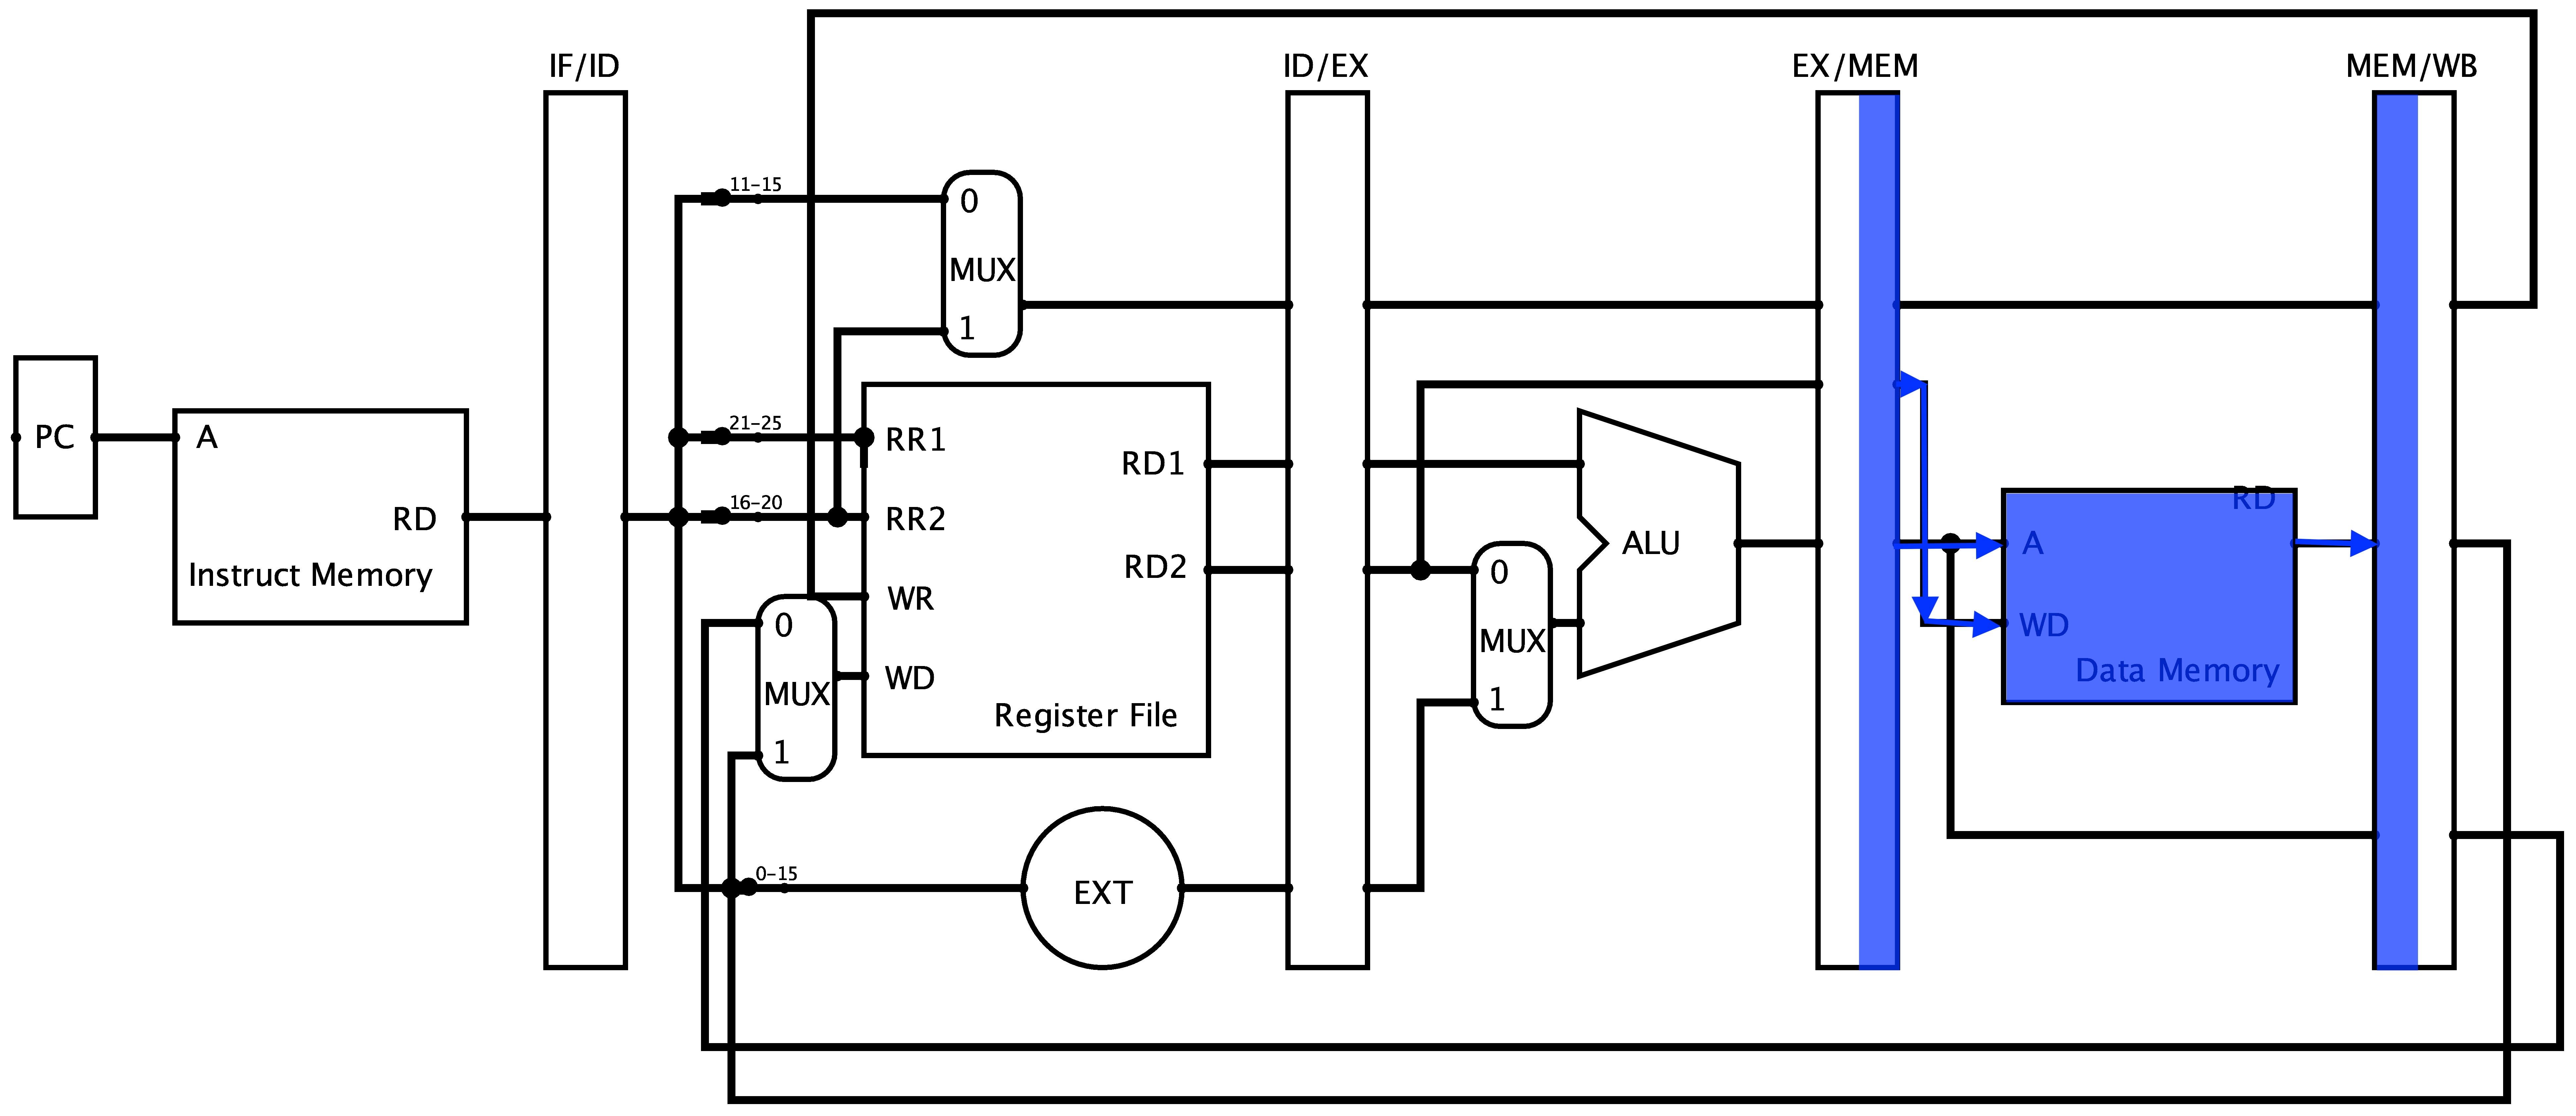 IF/ID
ID/EX
EX/MEM
MEM/WB
11-15
0
MUX
1
PC
A
RD
Instruct Memory
21-25
16-20
RR1
RR2
WR
WD
RD1
RD2
Register File
0
MUX
1
0-15
EXT
0
MUX
1
ALU
RD
A
WD
Data Memory